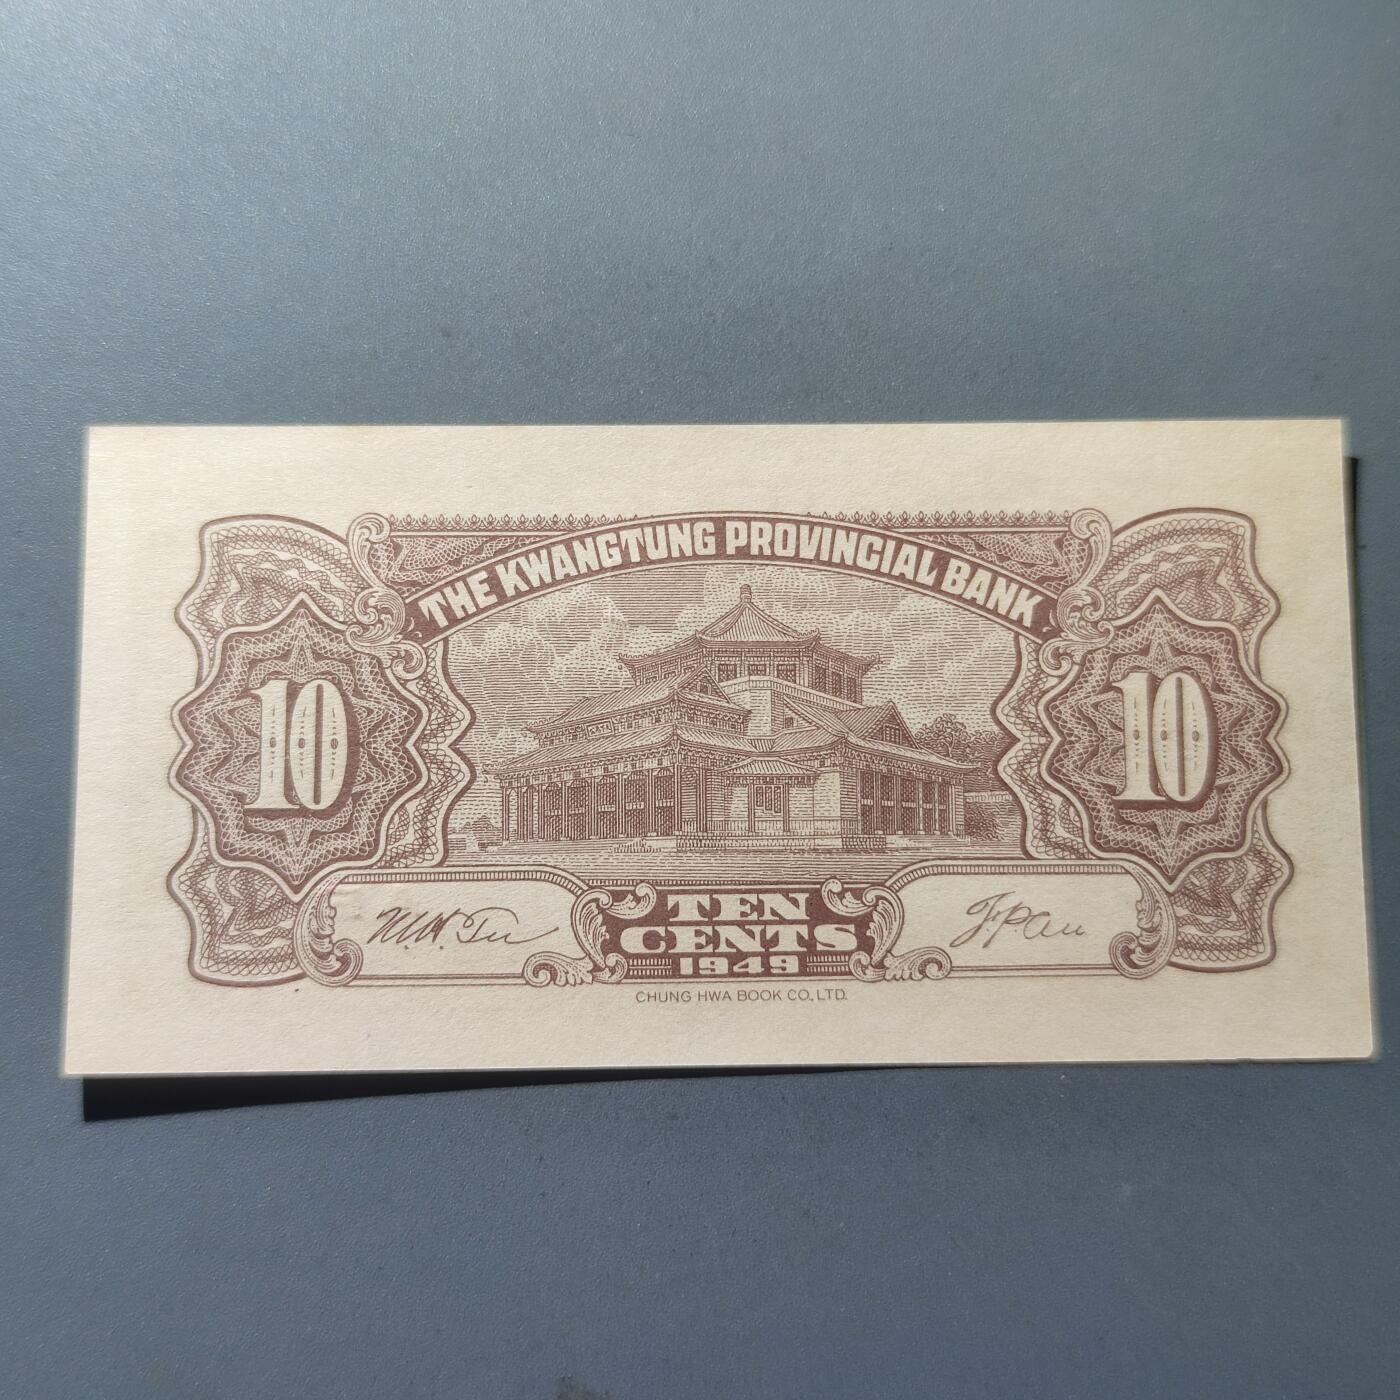 THE KWANGTUNG PROVINCIAL BANK
10
10
TEN
CENTS
1949
CHUNG HWA BOOK CO., LTD.